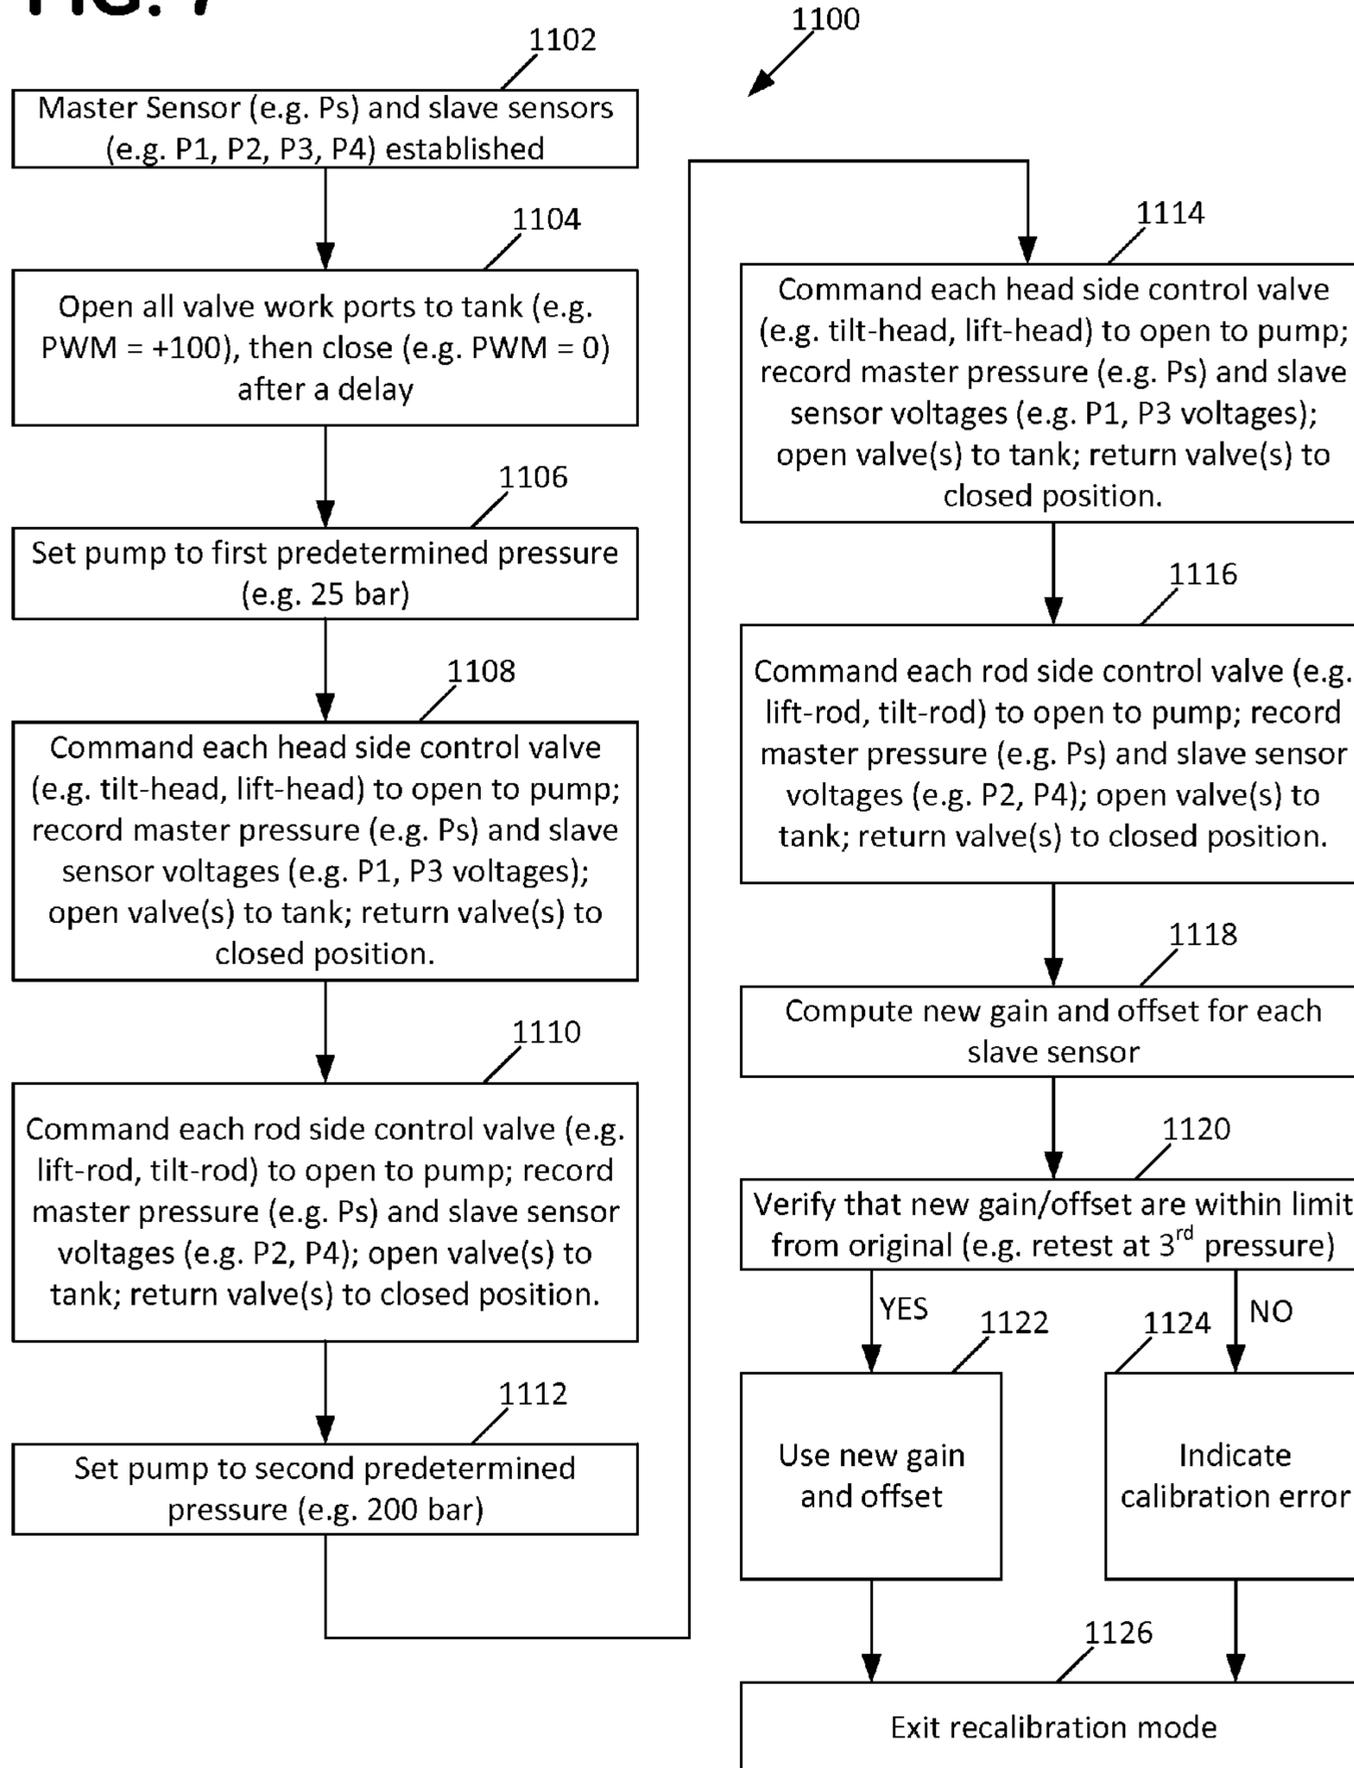 FIG. 7
1100
1102
Master Sensor (e.g. Ps) and slave sensors
(e.g. P1, P2, P3, P4) established
1104
Open all valve work ports to tank (e.g.
PWM = +100), then close (e.g. PWM = 0)
after a delay
1106
Set pump to first predetermined pressure
(e.g. 25 bar)
1108
Command each head side control valve
(e.g. tilt-head, lift-head) to open to pump;
record master pressure (e.g. Ps) and slave
sensor voltages (e.g. P1, P3 voltages);
open valve(s) to tank; return valve(s) to
closed position.
1110
Command each rod side control valve (e.g.
lift-rod, tilt-rod) to open to pump; record
master pressure (e.g. Ps) and slave sensor
voltages (e.g. P2, P4); open valve(s) to
tank; return valve(s) to closed position.
1112
Set pump to second predetermined
pressure (e.g. 200 bar)
1114
Command each head side control valve
(e.g. tilt-head, lift-head) to open to pump;
record master pressure (e.g. Ps) and slave
sensor voltages (e.g. P1, P3 voltages);
open valve(s) to tank; return valve(s) to
closed position.
1116
Command each rod side control valve (e.g.
lift-rod, tilt-rod) to open to pump; record
master pressure (e.g. Ps) and slave sensor
voltages (e.g. P2, P4); open valve(s) to
tank; return valve(s) to closed position.
1118
Compute new gain and offset for each
slave sensor
1120
Verify that new gain/offset are within limit
from original (e.g. retest at 3rd pressure)
YES
NO
1122
1124
Use new gain
and offset
Indicate
calibration error
1126
Exit recalibration mode